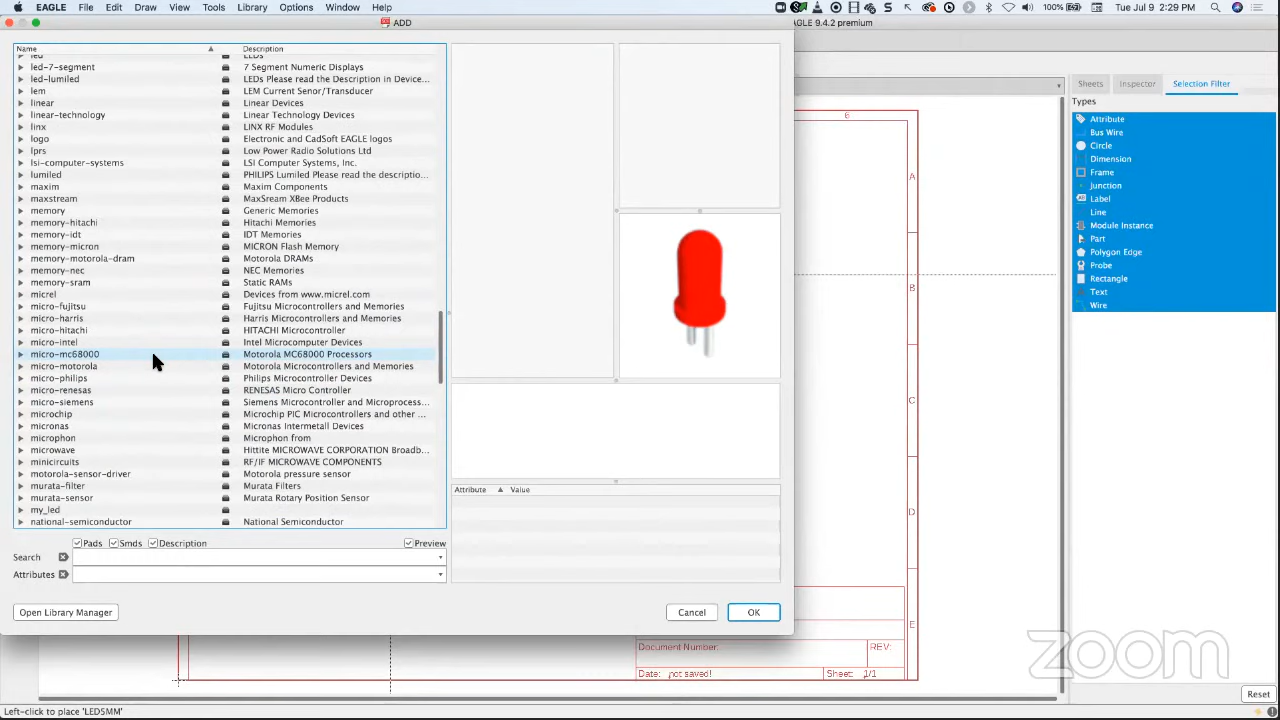 EAGLE File Edit Draw View Tools Library Options Window Help
100% Tue Jul 9 2:29 PM
ADD
EAGLE 9.4.2 premium
Name Description
led LEDs
led-7-segment 7 Segment Numeric Displays
led-lumiled LEDs Please read the Description in Device...
lem LEM Current Senor/Transducer
linear Linear Devices
linear-technology Linear Technology Devices
linx LINX RF Modules
logo Electronic and CadSoft EAGLE logos
lprs Low Power Radio Solutions Ltd
lsi-computer-systems LSI Computer Systems, Inc.
lumiled PHILIPS Lumiled Please read the descriptio...
maxim Maxim Components
maxstream MaxSream XBee Products
memory Generic Memories
memory-hitachi Hitachi Memories
memory-idt IDT Memories
memory-micron MICRON Flash Memory
memory-motorola-dram Motorola DRAMs
memory-nec NEC Memories
memory-sram Static RAMs
micrel Devices from www.micrel.com
micro-fujitsu Fujitsu Microcontrollers and Memories
micro-harris Harris Microcontrollers and Memories
micro-hitachi HITACHI Microcontroller
micro-intel Intel Microcomputer Devices
micro-mc68000 Motorola MC68000 Processors
micro-motorola Motorola Microcontrollers and Memories
micro-philips Philips Microcontroller Devices
micro-renesas RENESAS Micro Controller
micro-siemens Siemens Microcontroller and Microprocess...
microchip Microchip PIC Microcontrollers and other ...
micronas Micronas Intermetall Devices
microphon Microphon from
microwave Hittite MICROWAVE CORPORATION Broadb...
minicircuits RF/IF MICROWAVE COMPONENTS
motorola-sensor-driver Motorola pressure sensor
murata-filter Murata Filters
murata-sensor Murata Rotary Position Sensor
my_led
national-semiconductor National Semiconductor
Pads Smds Description Preview
Search
Attributes
Open Library Manager Cancel OK
Attribute Value
Sheets Inspector Selection Filter
Types
Attribute
Bus Wire
Circle
Dimension
Frame
Junction
Label
Line
Module Instance
Part
Polygon Edge
Probe
Rectangle
Text
Wire
6
A
B
C
D
E
Document Number: REV:
Date: not saved! Sheet: 1/1
zoom
Reset
Left-click to place 'LED5MM'